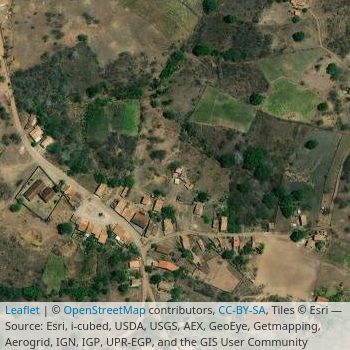 Leaflet | © OpenStreetMap contributors, CC-BY-SA, Tiles © Esri —
Source: Esri, i-cubed, USDA, USGS, AEX, GeoEye, Getmapping,
Aerogrid, IGN, IGP, UPR-EGP, and the GIS User Community